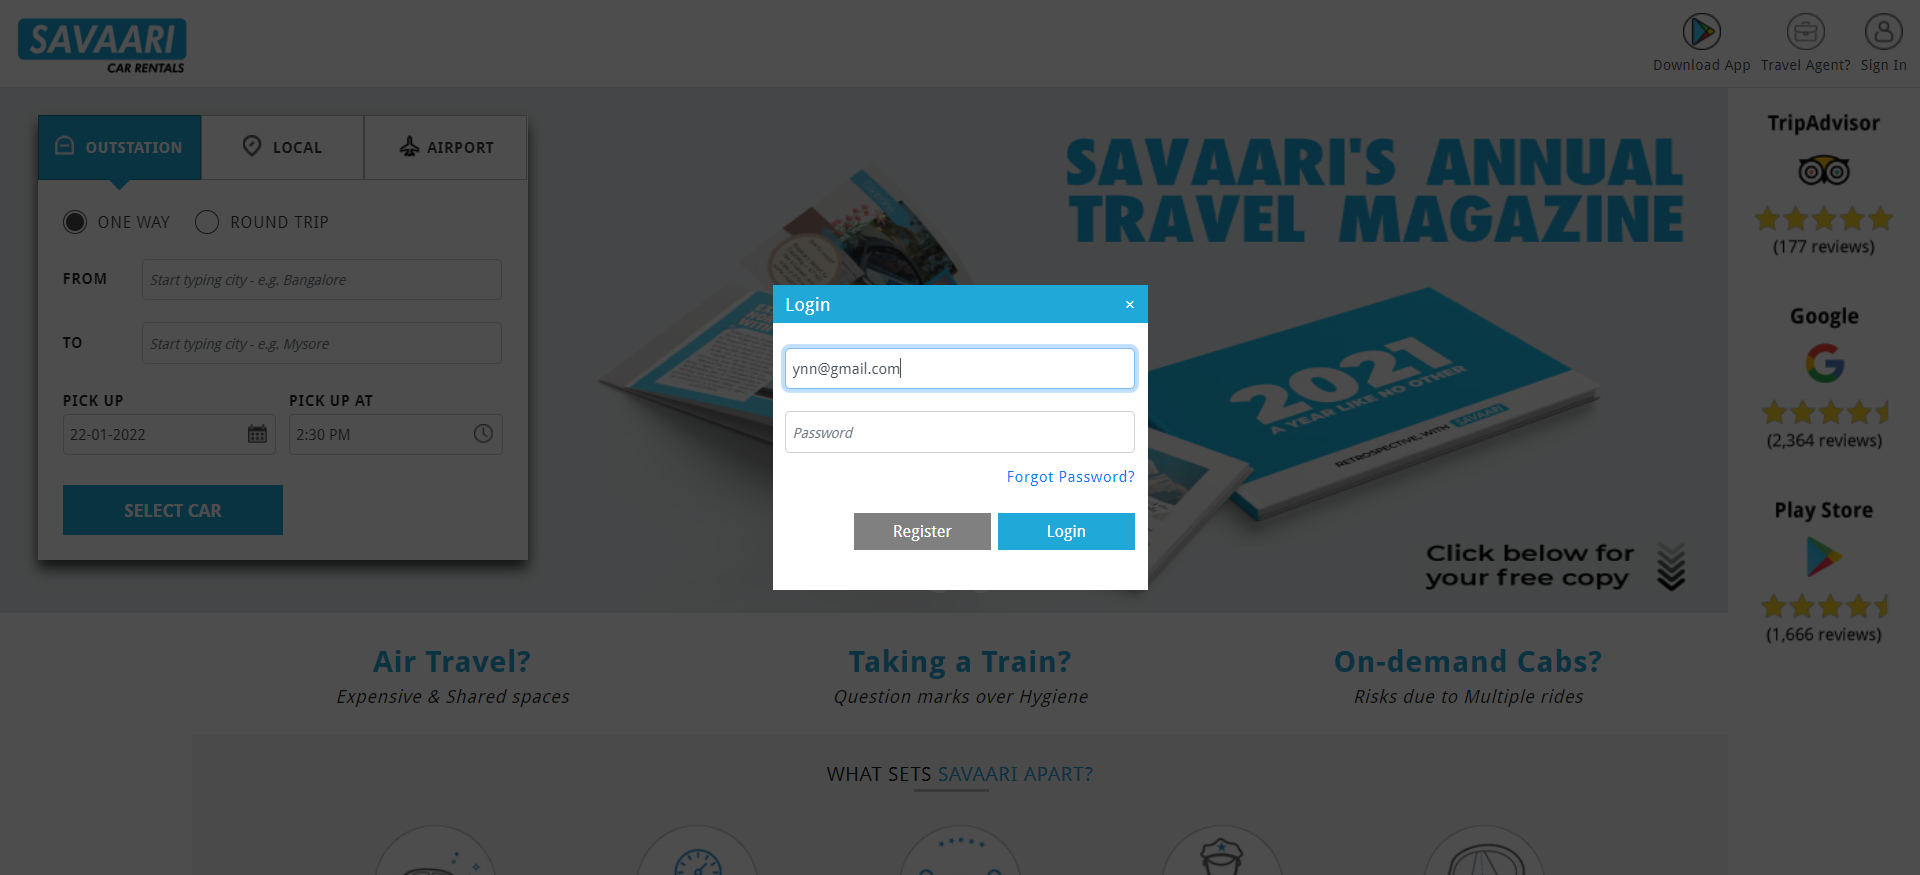 SAVAARI
CAR RENTALS
Download App
Travel Agent?
Sign In
OUTSTATION
LOCAL
AIRPORT
ONE WAY
ROUND TRIP
FROM
Start typing city - e.g. Bangalore
TO
Start typing city - e.g. Mysore
PICK UP
PICK UP AT
22-01-2022
2:30 PM
SELECT CAR
SAVAARI'S ANNUAL
TRAVEL MAGAZINE
2021
A YEAR LIKE NO OTHER
RETROSPECTIVE, WITH SAVAARI
Click below for
your free copy
Login
×
ynn@gmail.com
Password
Forgot Password?
Register
Login
TripAdvisor
(177 reviews)
Google
(2,364 reviews)
Play Store
(1,666 reviews)
Air Travel?
Expensive & Shared spaces
Taking a Train?
Question marks over Hygiene
On-demand Cabs?
Risks due to Multiple rides
WHAT SETS SAVAARI APART?